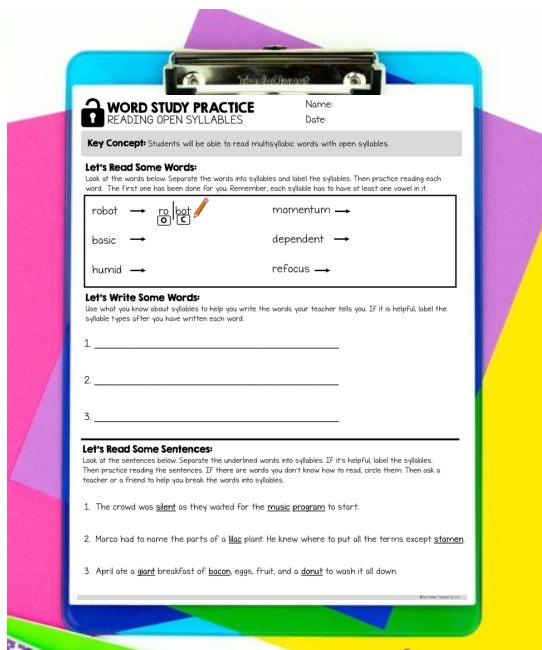 WORD STUDY PRACTICE
READING OPEN SYLLABLES
Name:
Date:
Key Concept: Students will be able to read multisyllabic words with open syllables.
Let's Read Some Words:
Look at the words below. Separate the words into syllables and label the syllables. Then practice reading each
word. The first one has been done for you. Remember, each syllable has to have at least one vowel in it.
robot → ro|bot
O C
momentum →
basic →
dependent →
humid →
refocus →
Let's Write Some Words:
Use what you know about syllables to help you write the words your teacher tells you. If it is helpful, label the
syllable types after you have written each word.
1.
2.
3.
Let's Read Some Sentences:
Look at the sentences below. Separate the underlined words into syllables. If it's helpful, label the syllables.
Then practice reading the sentences. If there are words you don't know how to read, circle them. Then ask a
teacher or a friend to help you break the words into syllables.
1. The crowd was silent as they waited for the music program to start.
2. Marco had to name the parts of a lilac plant. He knew where to put all the terms except stamen.
3. April ate a giant breakfast of bacon, eggs, fruit, and a donut to wash it all down.